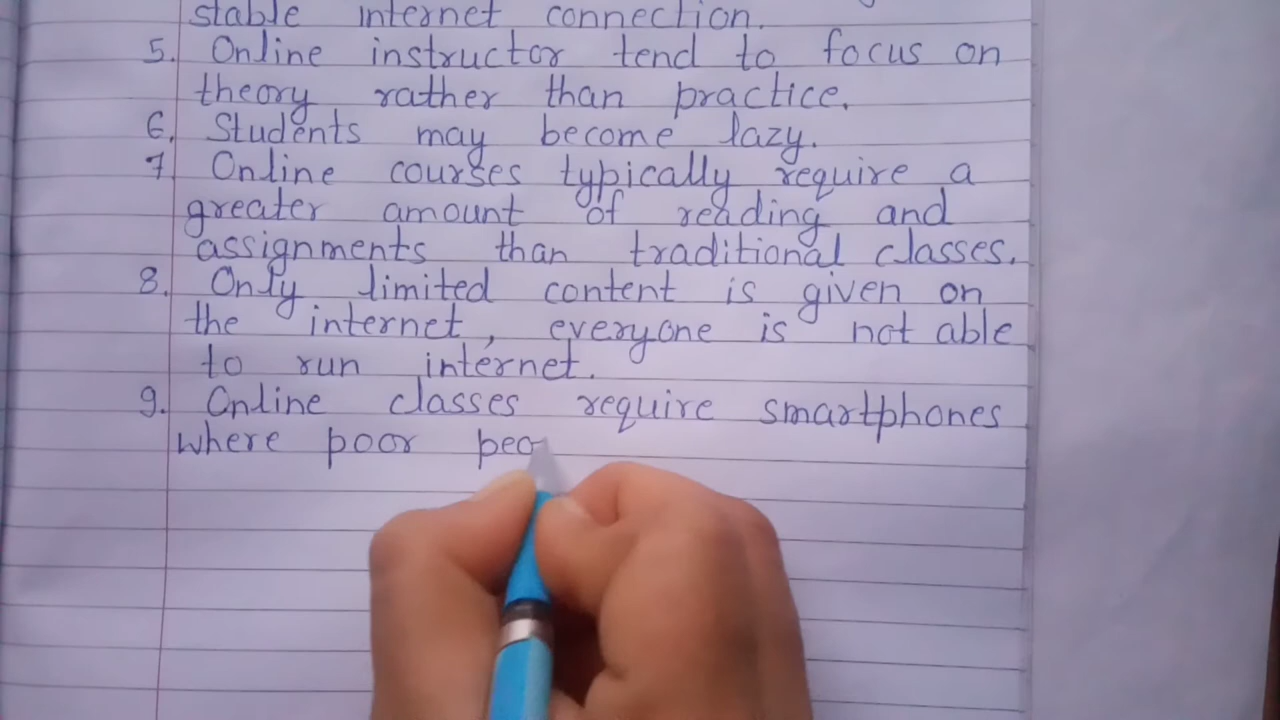 stable internet connection.
5. Online instructor tend to focus on
theory rather than practice.
6. Students may become lazy.
7. Online courses typically require a
greater amount of reading and
assignments than traditional classes.
8. Only limited content is given on
the internet, everyone is not able
to run internet.
9. Online classes require smartphones
where poor peo